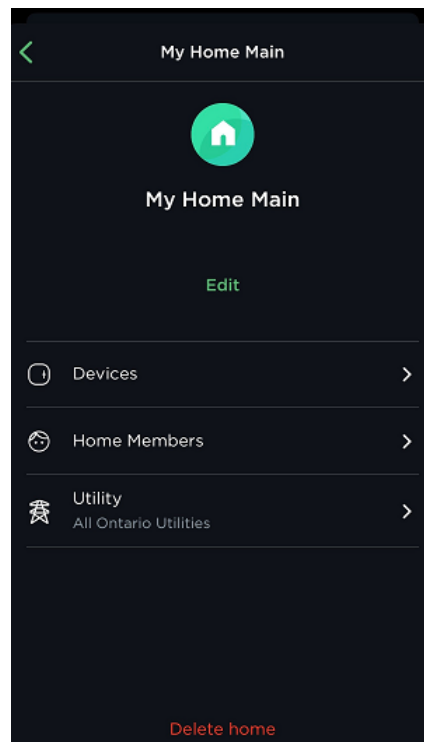 My Home Main
My Home Main
Edit
Devices
Home Members
Utility
All Ontario Utilities
Delete home